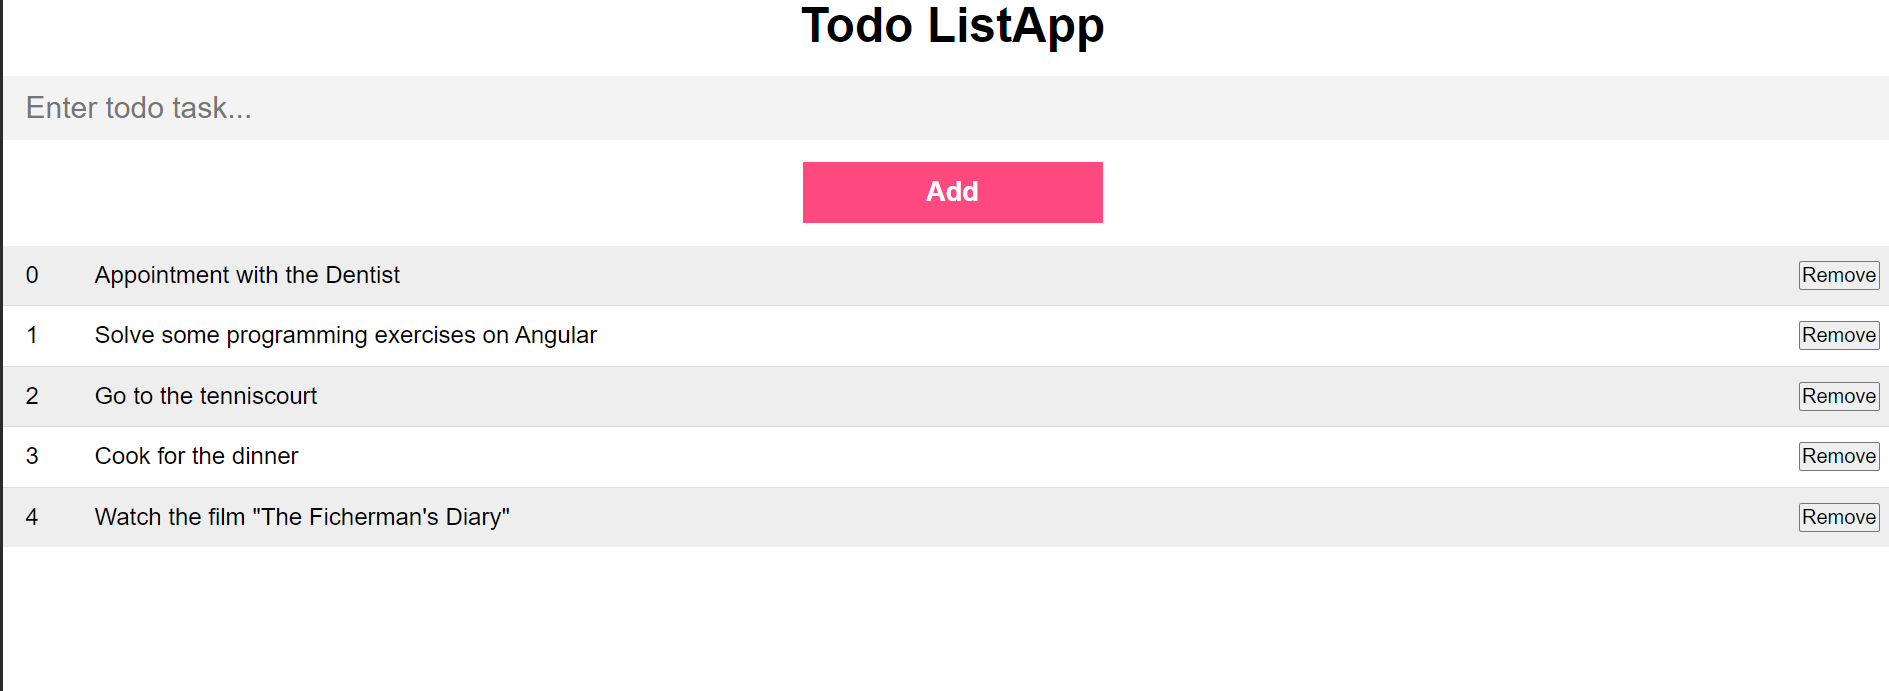 Todo ListApp
Enter todo task...
Add
0 Appointment with the Dentist Remove
1 Solve some programming exercises on Angular Remove
2 Go to the tenniscourt Remove
3 Cook for the dinner Remove
4 Watch the film "The Ficherman's Diary" Remove